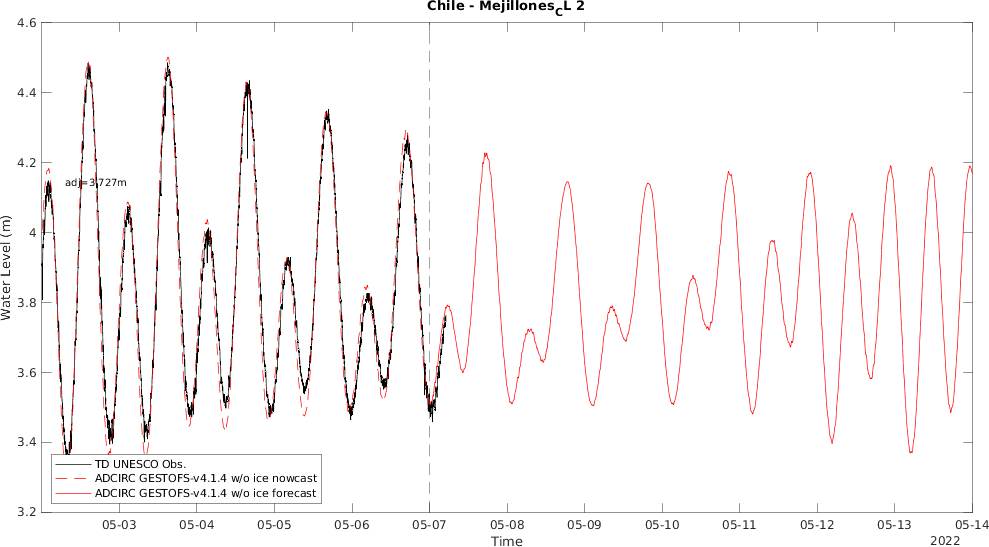 Chile - Mejillones_CL 2
4.6
4.4
4.2
4
3.8
3.6
3.4
3.2
Water Level (m)
adj=3.727m
TD UNESCO Obs.
ADCIRC GESTOFS-v4.1.4 w/o ice nowcast
ADCIRC GESTOFS-v4.1.4 w/o ice forecast
05-03 05-04 05-05 05-06 05-07 05-08 05-09 05-10 05-11 05-12 05-13 05-14
Time
2022